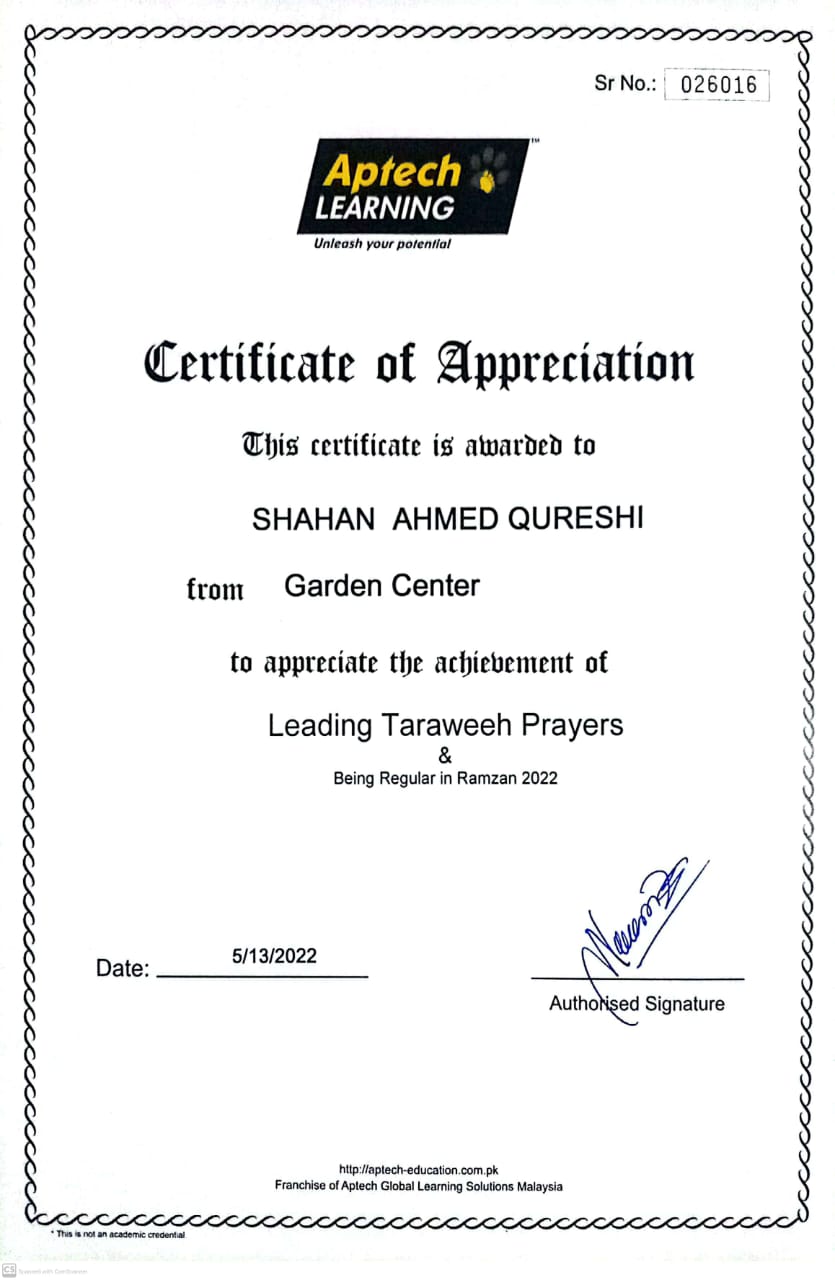 Sr No.: 026016
Aptech ™
LEARNING
Unleash your potential
Certificate of Appreciation
This certificate is awarded to
SHAHAN AHMED QURESHI
from Garden Center
to appreciate the achievement of
Leading Taraweeh Prayers
&
Being Regular in Ramzan 2022
Date: 5/13/2022
Authorised Signature
http://aptech-education.com.pk
Franchise of Aptech Global Learning Solutions Malaysia
* This is not an academic credential
CS Scanned with CamScanner